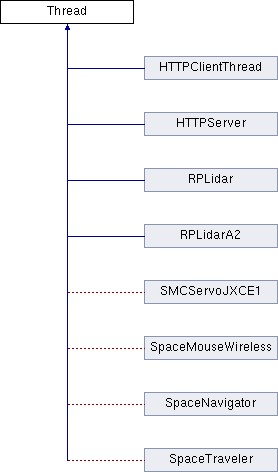 Thread
HTTPClientThread
HTTPServer
RPLidar
RPLidarA2
SMCServoJXCE1
SpaceMouseWireless
SpaceNavigator
SpaceTraveler